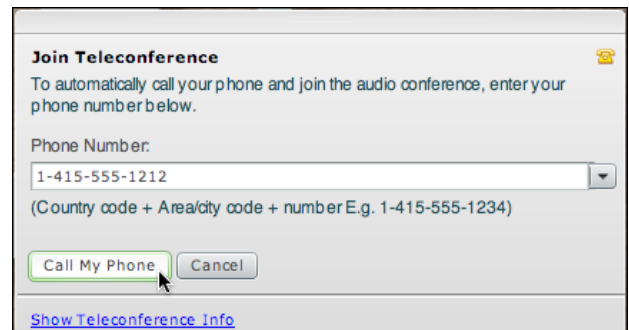 Join Teleconference
To automatically call your phone and join the audio conference, enter your
phone number below.
Phone Number:
1-415-555-1212
(Country code + Area/city code + number E.g. 1-415-555-1234)
Call My Phone
Cancel
Show Teleconference Info